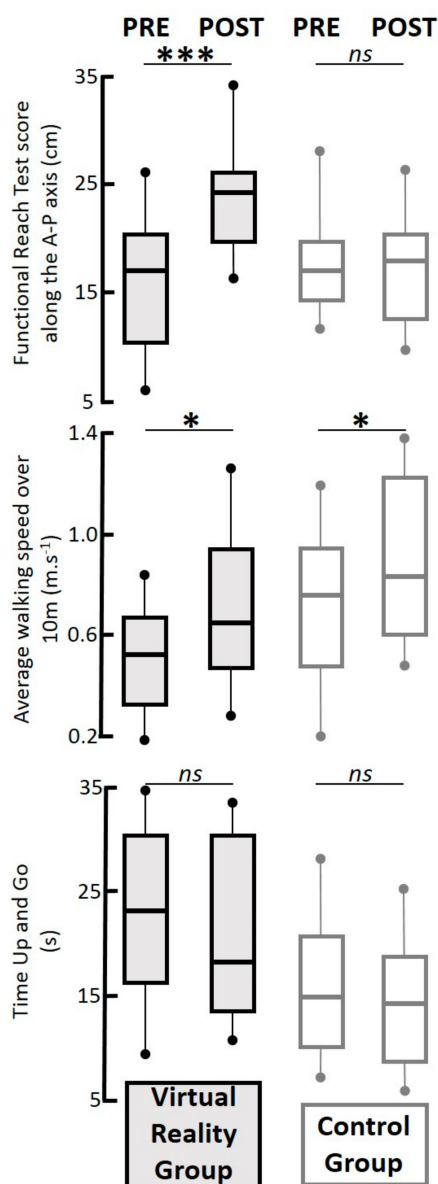 PRE POST PRE POST
*** ns
Functional Reach Test score
along the A-P axis (cm)
35
25
15
5
* *
Average walking speed over
10m (m.s⁻¹)
1.4
1.0
0.6
0.2
ns ns
Time Up and Go
(s)
35
25
15
5
Virtual
Reality
Group
Control
Group